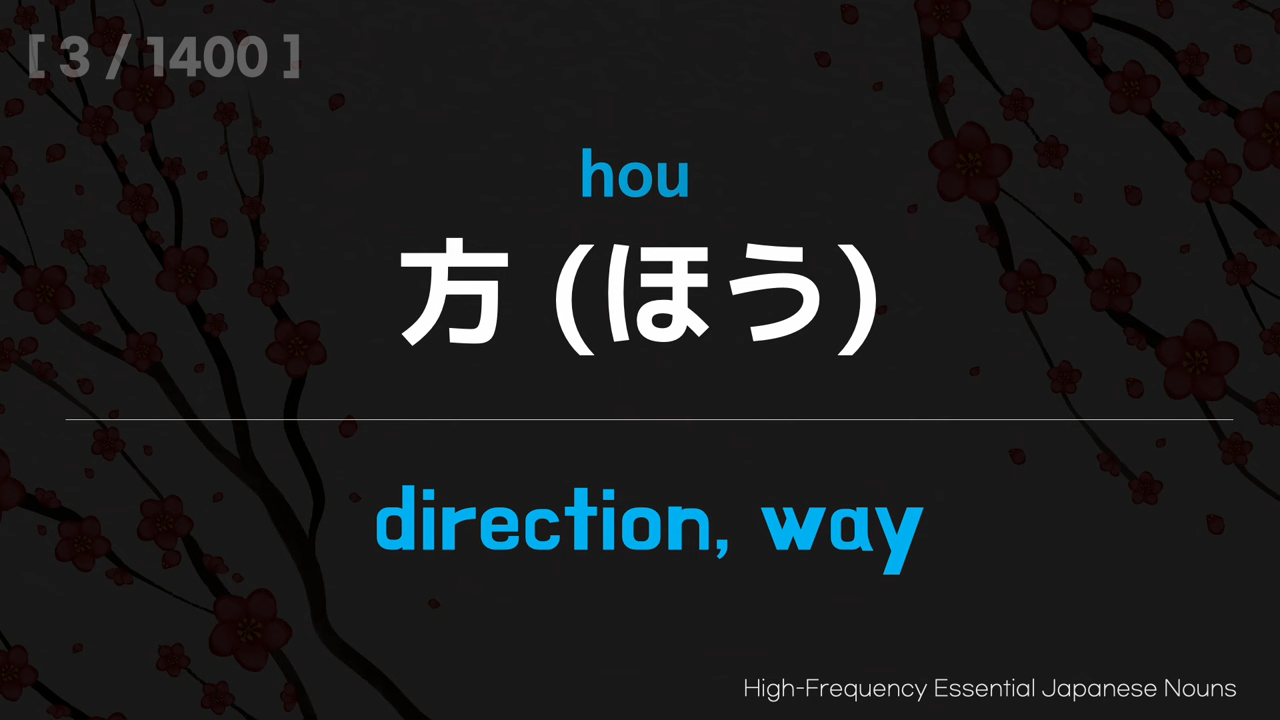 [ 3 / 1400 ]
hou
方 (ほう)
direction, way
High-Frequency Essential Japanese Nouns